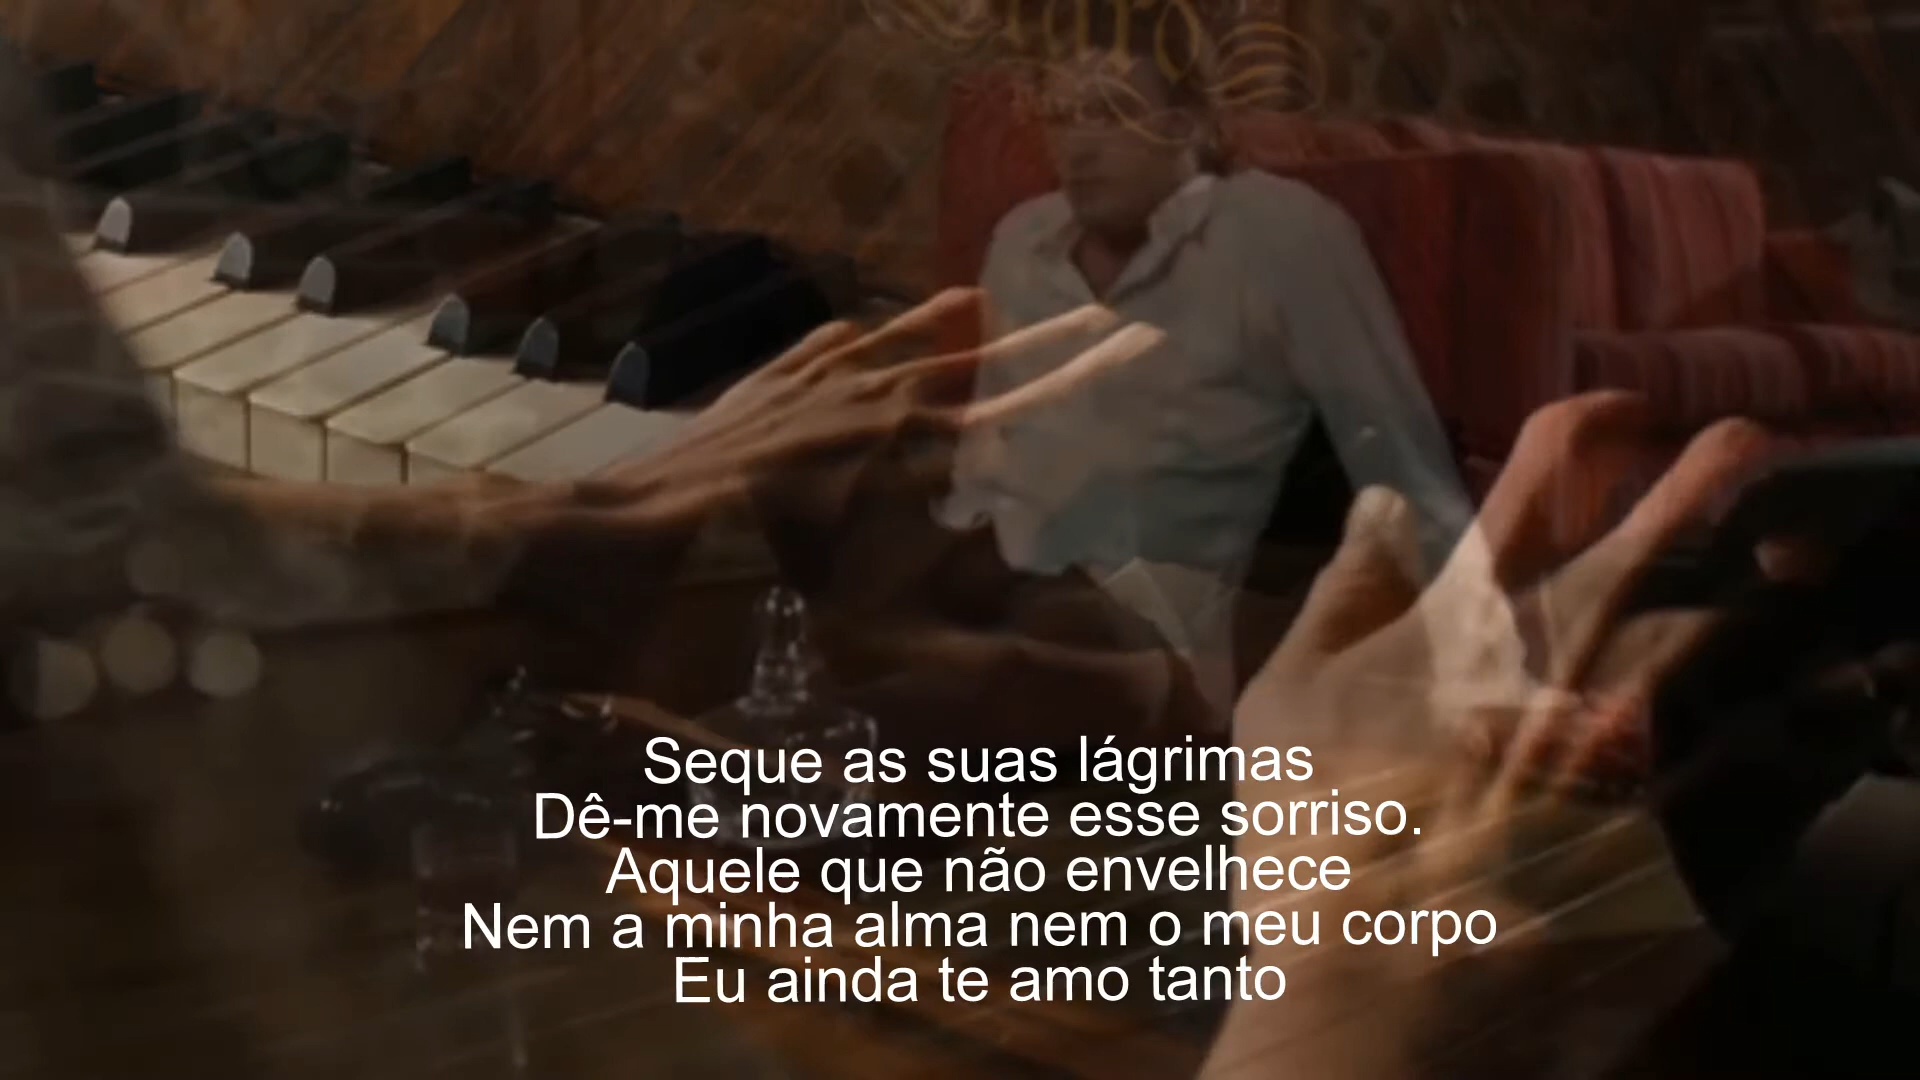 Seque as suas lágrimas
Dê-me novamente esse sorriso.
Aquele que não envelhece
Nem a minha alma nem o meu corpo
Eu ainda te amo tanto